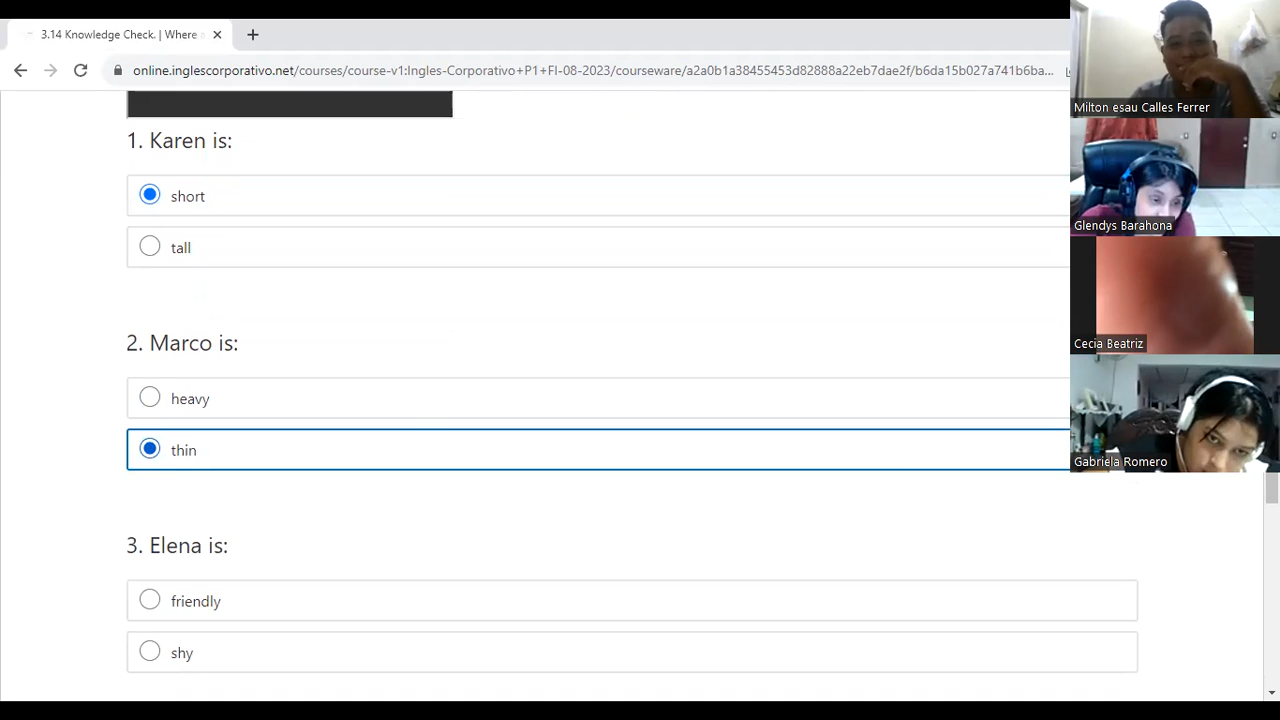 3.14 Knowledge Check. | Where
online.inglescorporativo.net/courses/course-v1:Ingles-Corporativo+P1+FI-08-2023/courseware/a2a0b1a38455453d82888a22eb7dae2f/b6da15b027a741b6ba...
1. Karen is:
short
tall
2. Marco is:
heavy
thin
3. Elena is:
friendly
shy
Milton esau Calles Ferrer
Glendys Barahona
Cecia Beatriz
Gabriela Romero